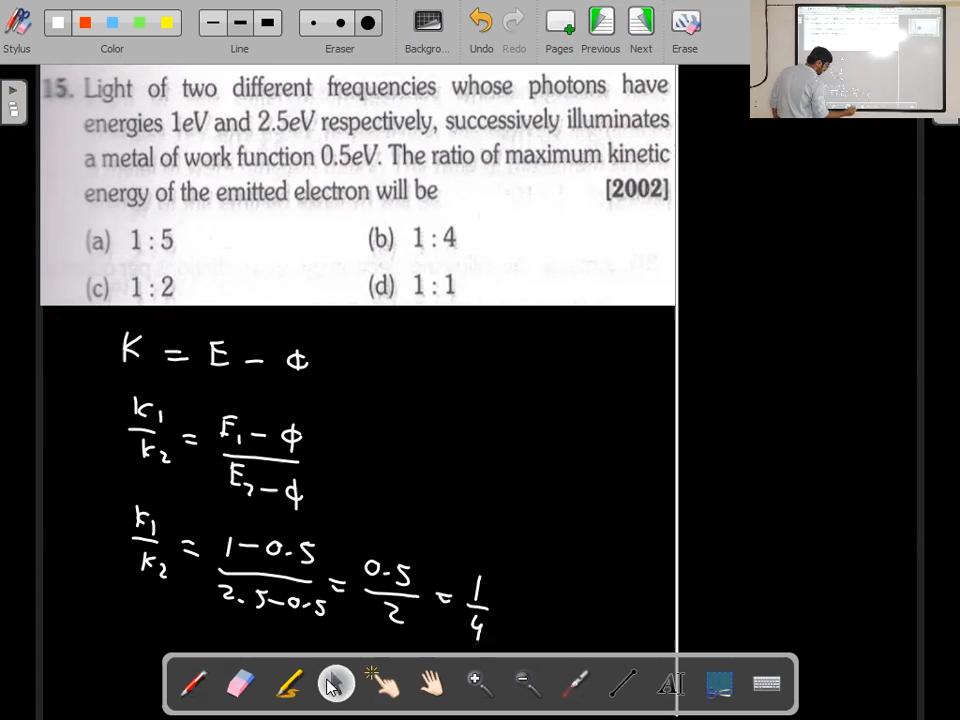 Stylus
Color
Line
Eraser
Backgro...
Undo
Redo
Pages
Previous
Next
Erase
15. Light of two different frequencies whose photons have
energies 1eV and 2.5eV respectively, successively illuminates
a metal of work function 0.5eV. The ratio of maximum kinetic
energy of the emitted electron will be [2002]
(a) 1 : 5 (b) 1 : 4
(c) 1 : 2 (d) 1 : 1
K = E - φ
K1/K2 = E1 - φ / E2 - φ
K1/K2 = 1 - 0.5 / 2.5 - 0.5 = 0.5/2 = 1/4
AI